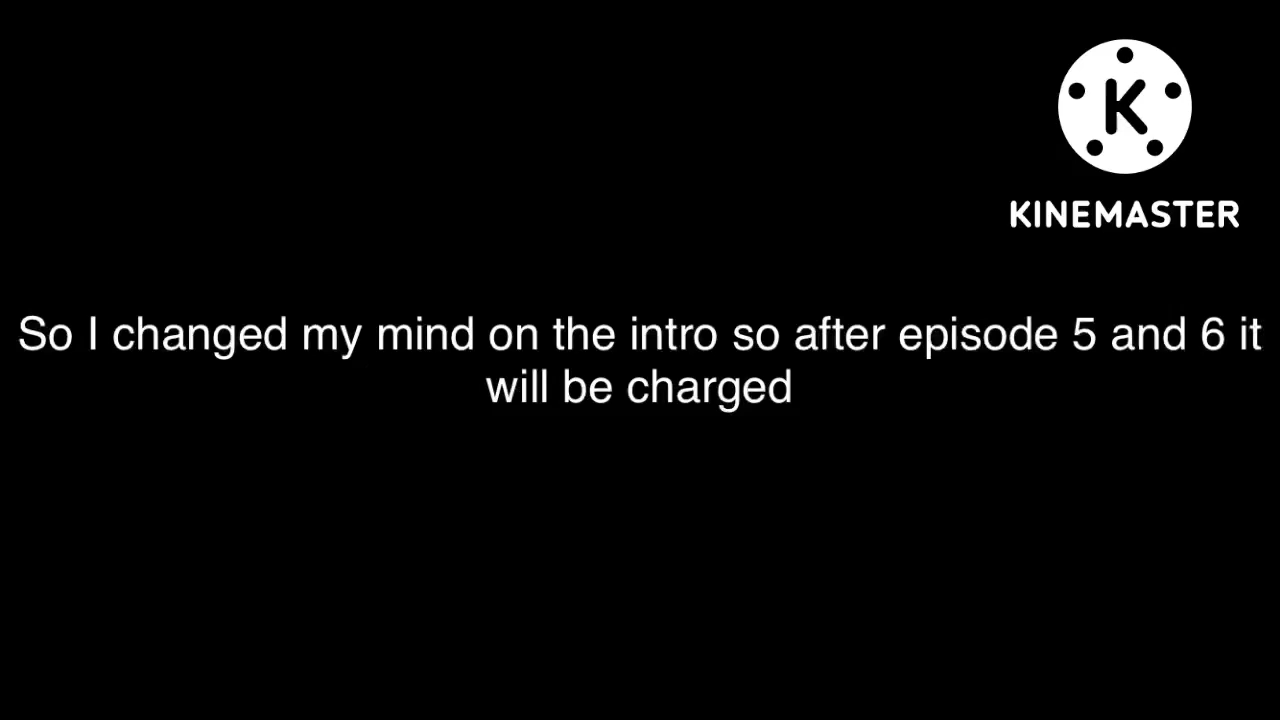 K
KINEMASTER
So I changed my mind on the intro so after episode 5 and 6 it
will be charged